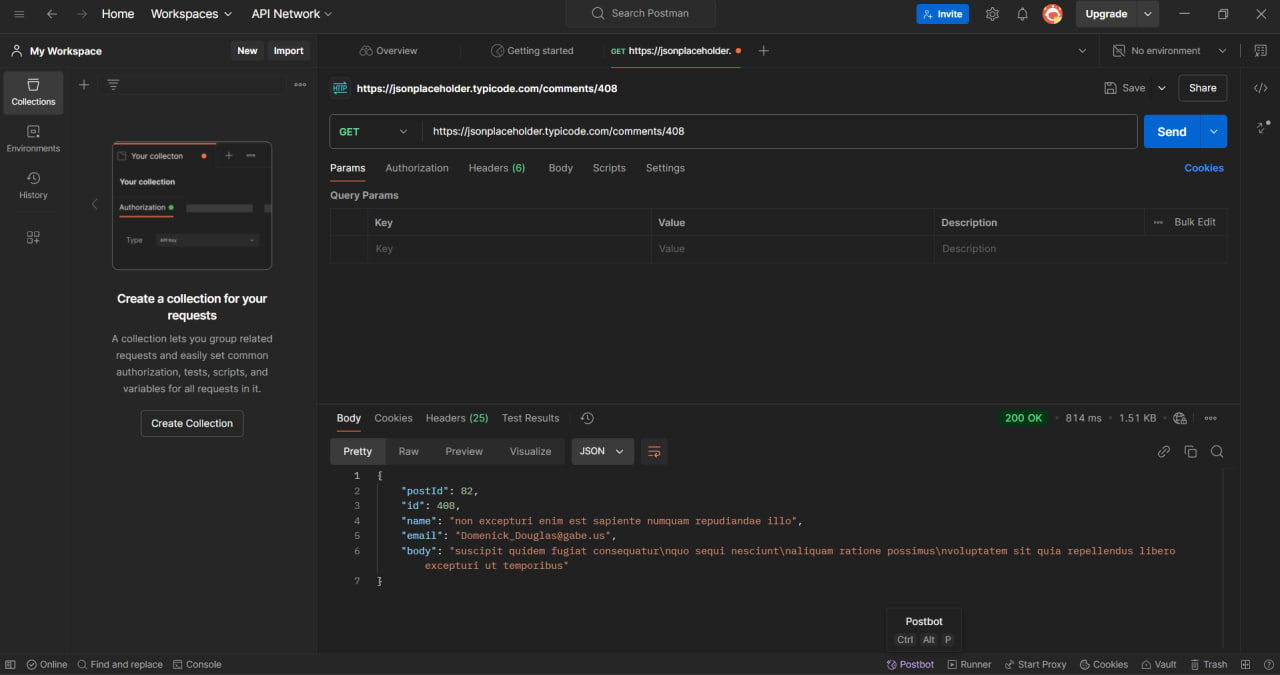 Home Workspaces API Network Search Postman Invite Upgrade
My Workspace New Import Overview Getting started GET https://jsonplaceholder. No environment
Collections
Environments
History
Your collecton
Your collection
Authorization
Type API Key
Create a collection for your
requests
A collection lets you group related
requests and easily set common
authorization, tests, scripts, and
variables for all requests in it.
Create Collection
HTTP https://jsonplaceholder.typicode.com/comments/408 Save Share
GET https://jsonplaceholder.typicode.com/comments/408 Send
Params Authorization Headers (6) Body Scripts Settings Cookies
Query Params
Key Value Description Bulk Edit
Key Value Description
Body Cookies Headers (25) Test Results 200 OK 814 ms 1.51 KB
Pretty Raw Preview Visualize JSON
1 {
2 "postId": 82,
3 "id": 408,
4 "name": "non excepturi enim est sapiente numquam repudiandae illo",
5 "email": "Domenick_Douglas@gabe.us",
6 "body": "suscipit quidem fugiat consequatur\nquo sequi nesciunt\naliquam ratione possimus\nvoluptatem sit quia repellendus libero
excepturi ut temporibus"
7 }
Postbot
Ctrl Alt P
Online Find and replace Console Postbot Runner Start Proxy Cookies Vault Trash